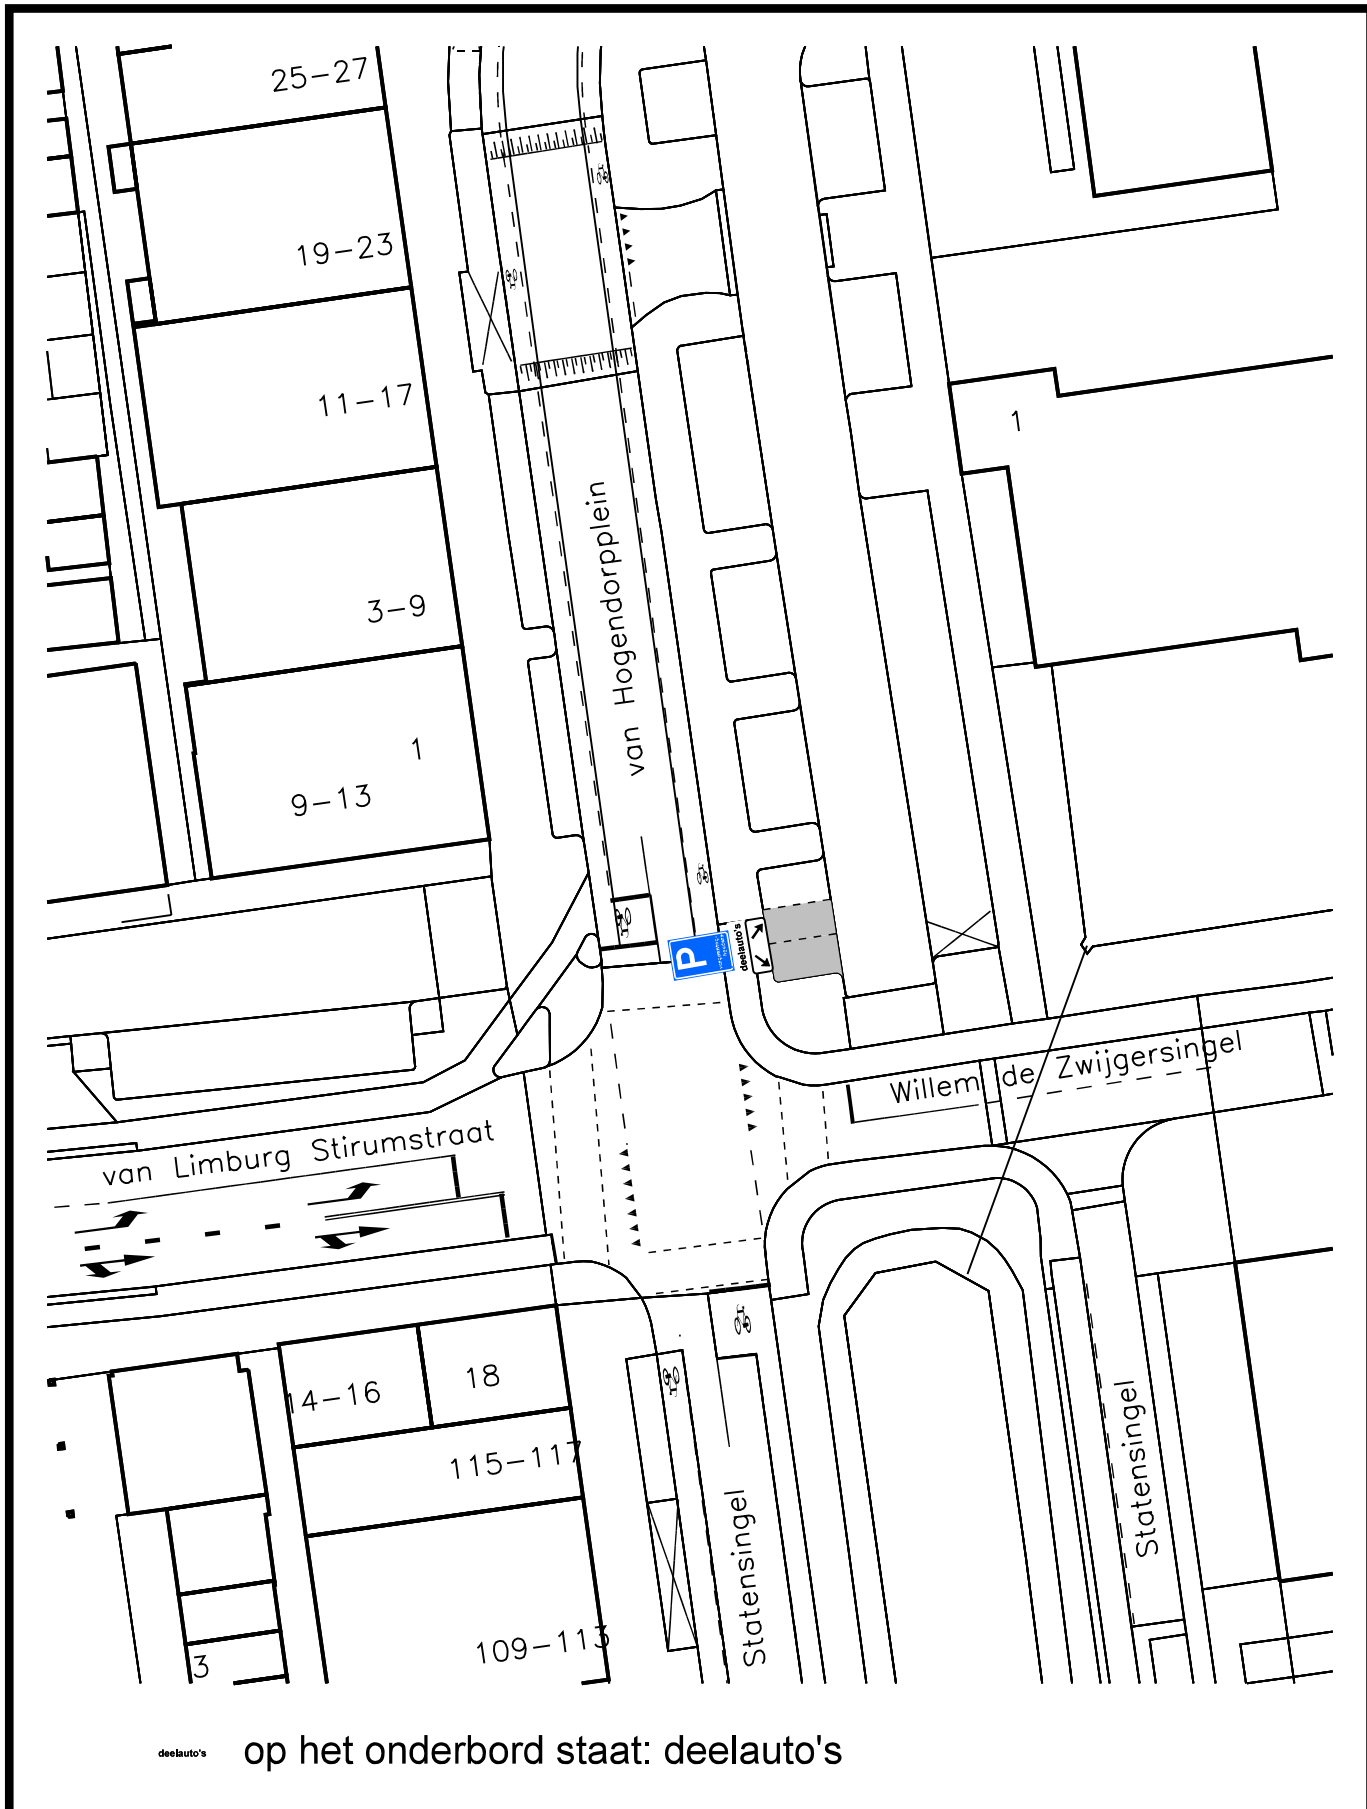 25-27
19-23
11-17
1
van Hogendorpplein
3-9
1
9-13
P
deelauto's
Willem de Zwijgersingel
van Limburg Stirumstraat
14-16
18
115-117
Statensingel
Statensingel
109-113
3
deelauto's op het onderbord staat: deelauto's